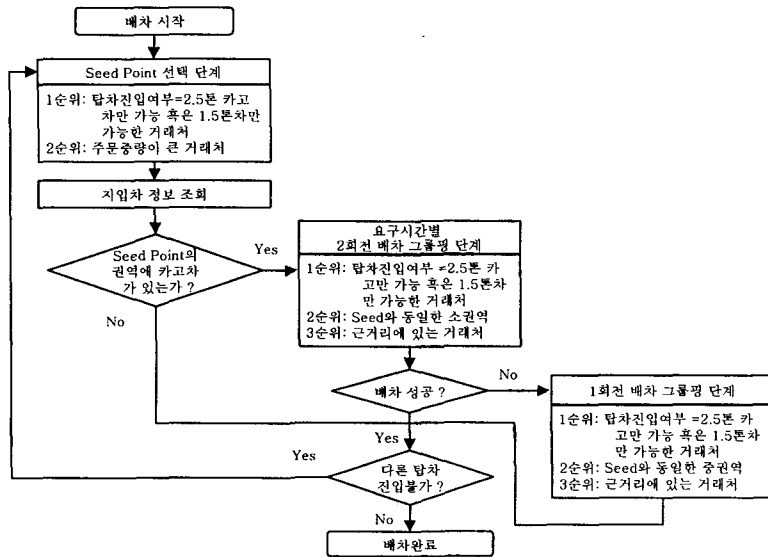 배차 시작
Seed Point 선택 단계
1순위: 탑차진입여부=2.5톤 카고
차만 가능 혹은 1.5톤차만
가능한 거래처
2순위: 주문중량이 큰 거래처
지입차 정보 조회
Seed Point의
권역에 카고차
가 있는가 ?
Yes
No
요구시간별
2회전 배차 그룹핑 단계
1순위: 탑차진입여부 ≠2.5톤 카
고만 가능 혹은 1.5톤차
만 가능한 거래처
2순위: Seed와 동일한 소권역
3순위: 근거리에 있는 거래처
배차 성공 ?
No
Yes
1회전 배차 그룹핑 단계
1순위: 탑차진입여부 =2.5톤 카
고만 가능 혹은 1.5톤차
만 가능한 거래처
2순위: Seed와 동일한 중권역
3순위: 근거리에 있는 거래처
Yes
다른 탑차
진입불가 ?
No
배차완료